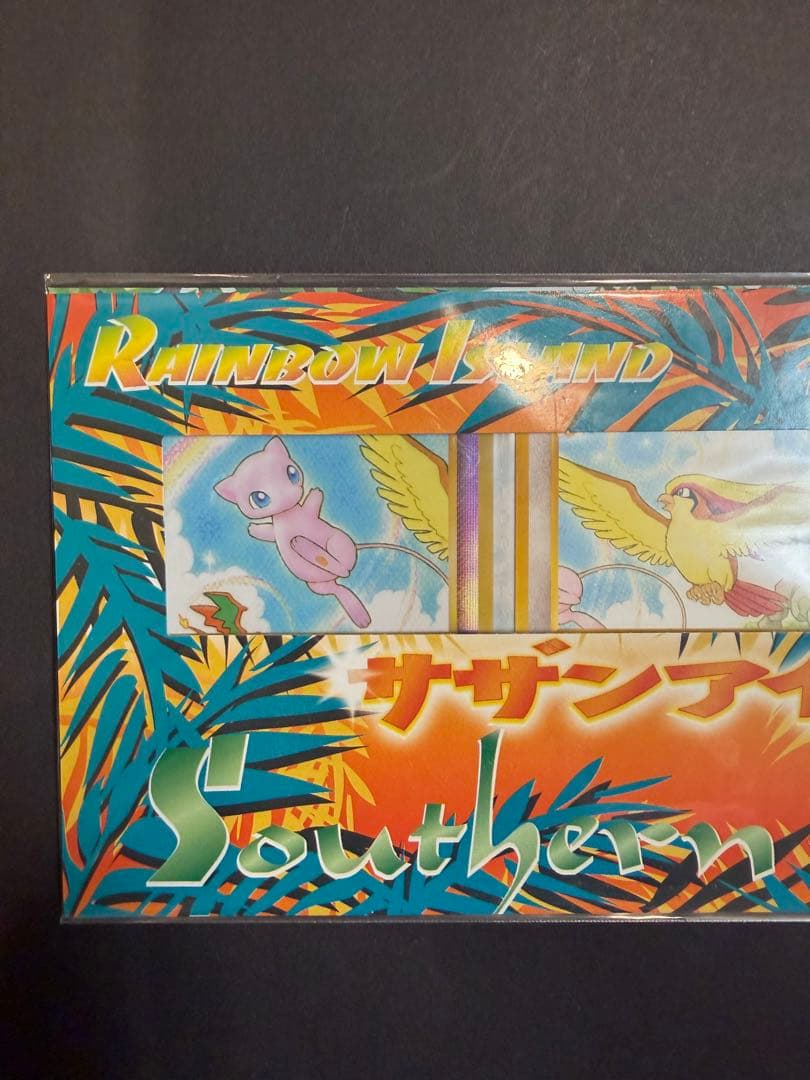 RAINBOW ISLAND
サザンアイ
Southern